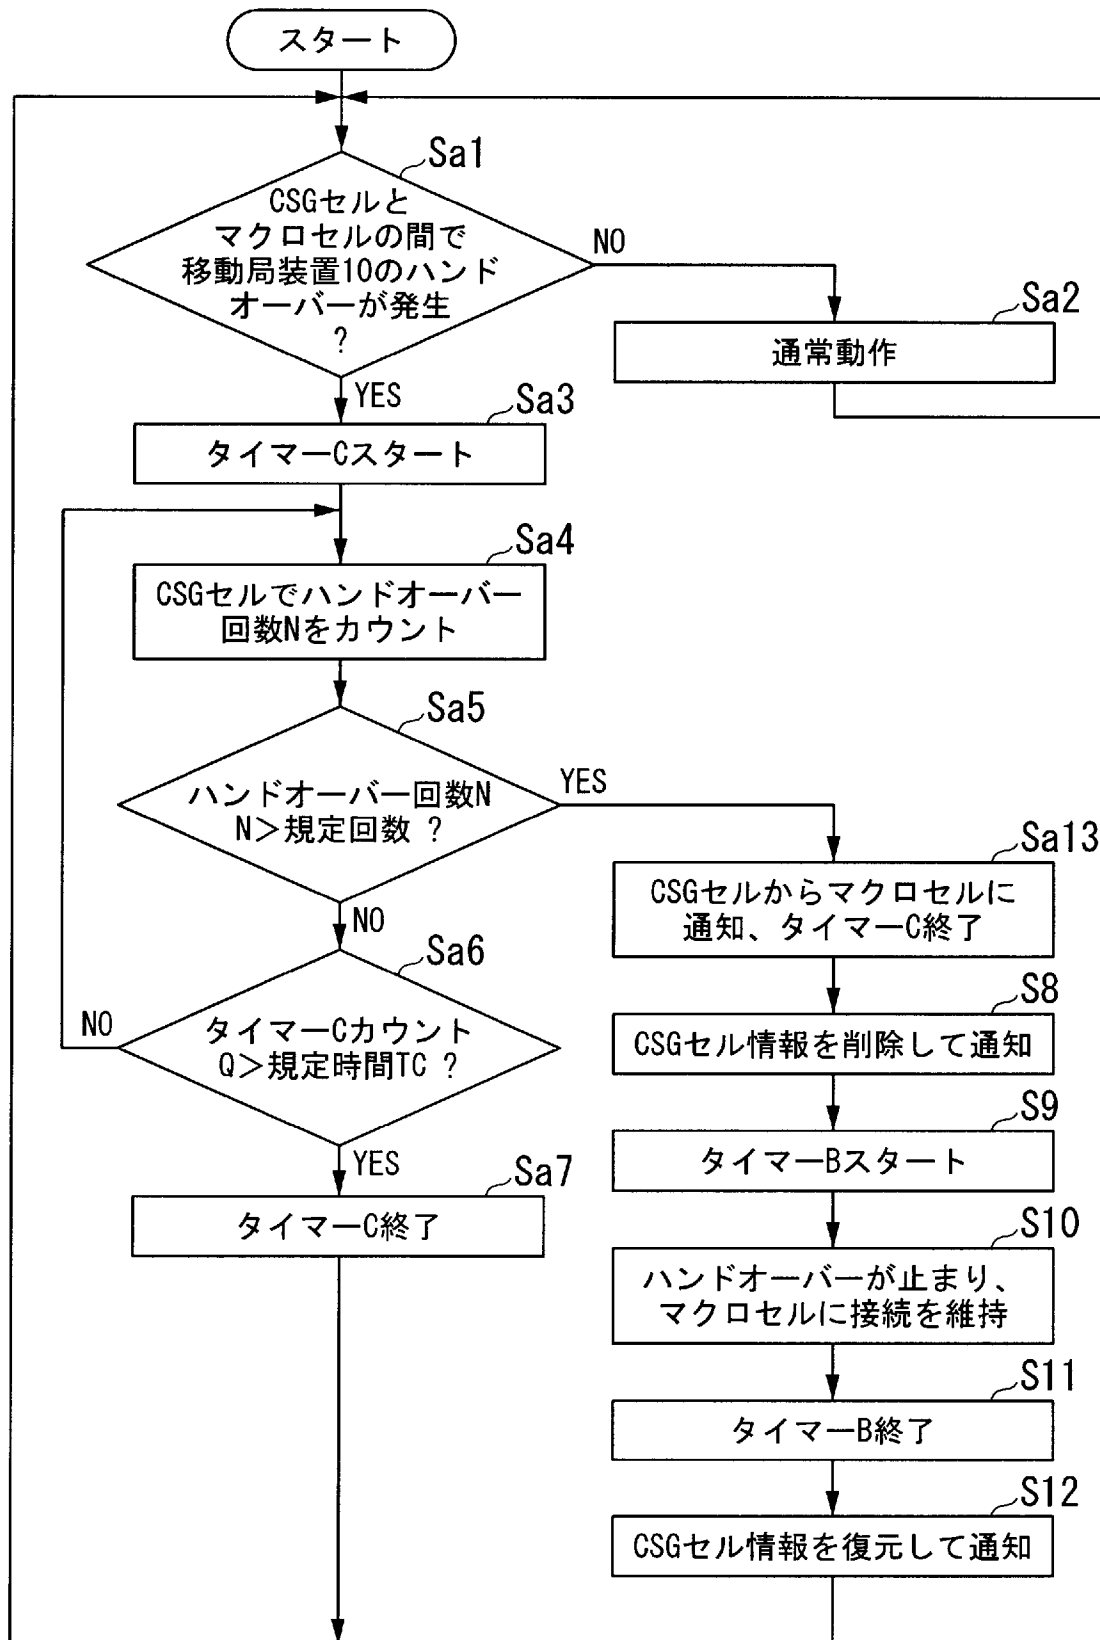 スタート
Sa1
CSGセルと
マクロセルの間で
移動局装置10のハンド
オーバーが発生
?
NO
YES
Sa2
通常動作
Sa3
タイマーCスタート
Sa4
CSGセルでハンドオーバー
回数Nをカウント
Sa5
ハンドオーバー回数N
N>規定回数 ?
YES
NO
Sa6
タイマーCカウント
Q>規定時間TC ?
NO
YES
Sa7
タイマーC終了
Sa13
CSGセルからマクロセルに
通知、タイマーC終了
S8
CSGセル情報を削除して通知
S9
タイマーBスタート
S10
ハンドオーバーが止まり、
マクロセルに接続を維持
S11
タイマーB終了
S12
CSGセル情報を復元して通知